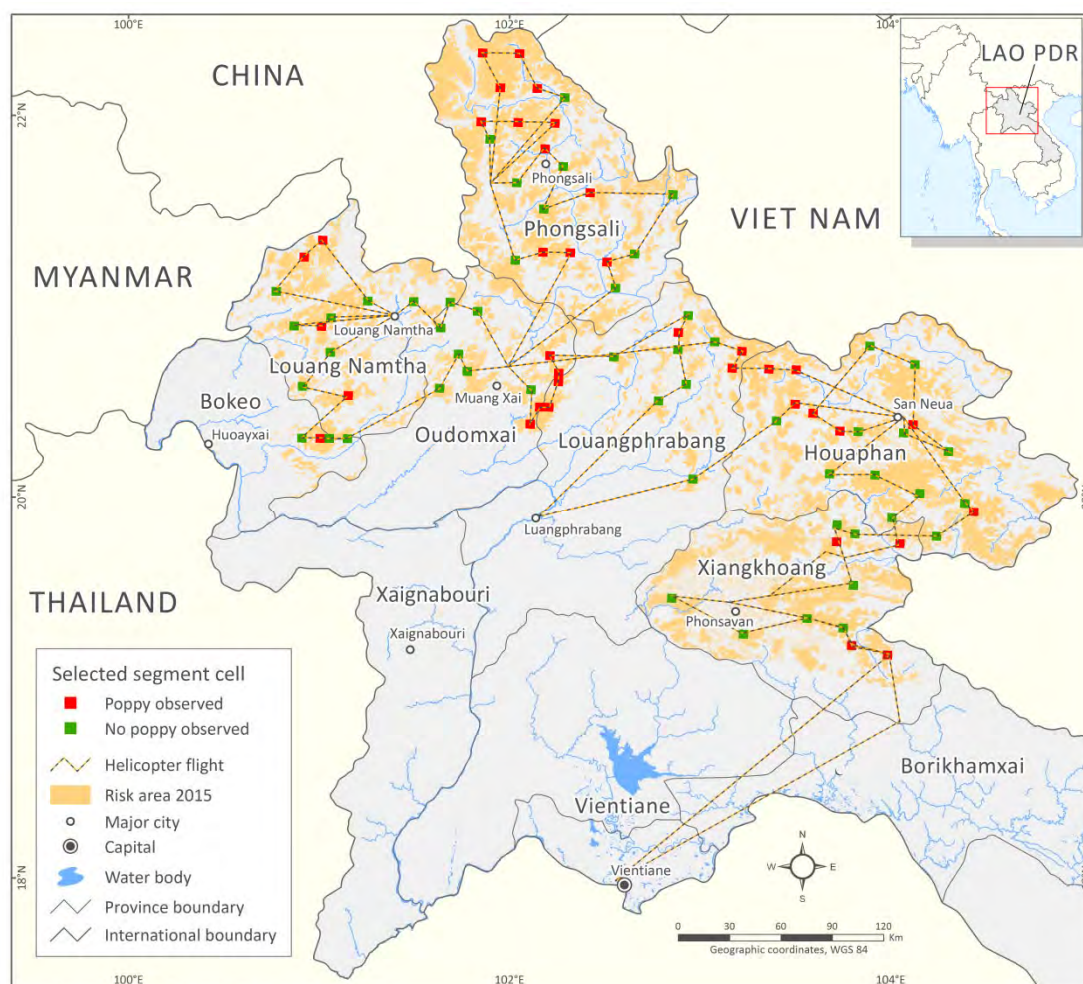 100°E
102°E
104°E
LAO PDR
CHINA
22°N
Phongsali
Phongsali
VIET NAM
MYANMAR
Louang Namtha
Louang Namtha
Bokeo
Muang Xai
San Neua
Huoayxai
Oudomxai
Louangphrabang
Houaphan
20°N
Luangphrabang
Xiangkhoang
THAILAND
Xaignabouri
Phonsavan
Xaignabouri
Selected segment cell
Poppy observed
No poppy observed
Helicopter flight
Risk area 2015
Major city
Capital
Water body
Province boundary
International boundary
Borikhamxai
Vientiane
N
W
E
S
18°N
Vientiane
0 30 60 90 120
Km
Geographic coordinates, WGS 84
100°E
102°E
104°E